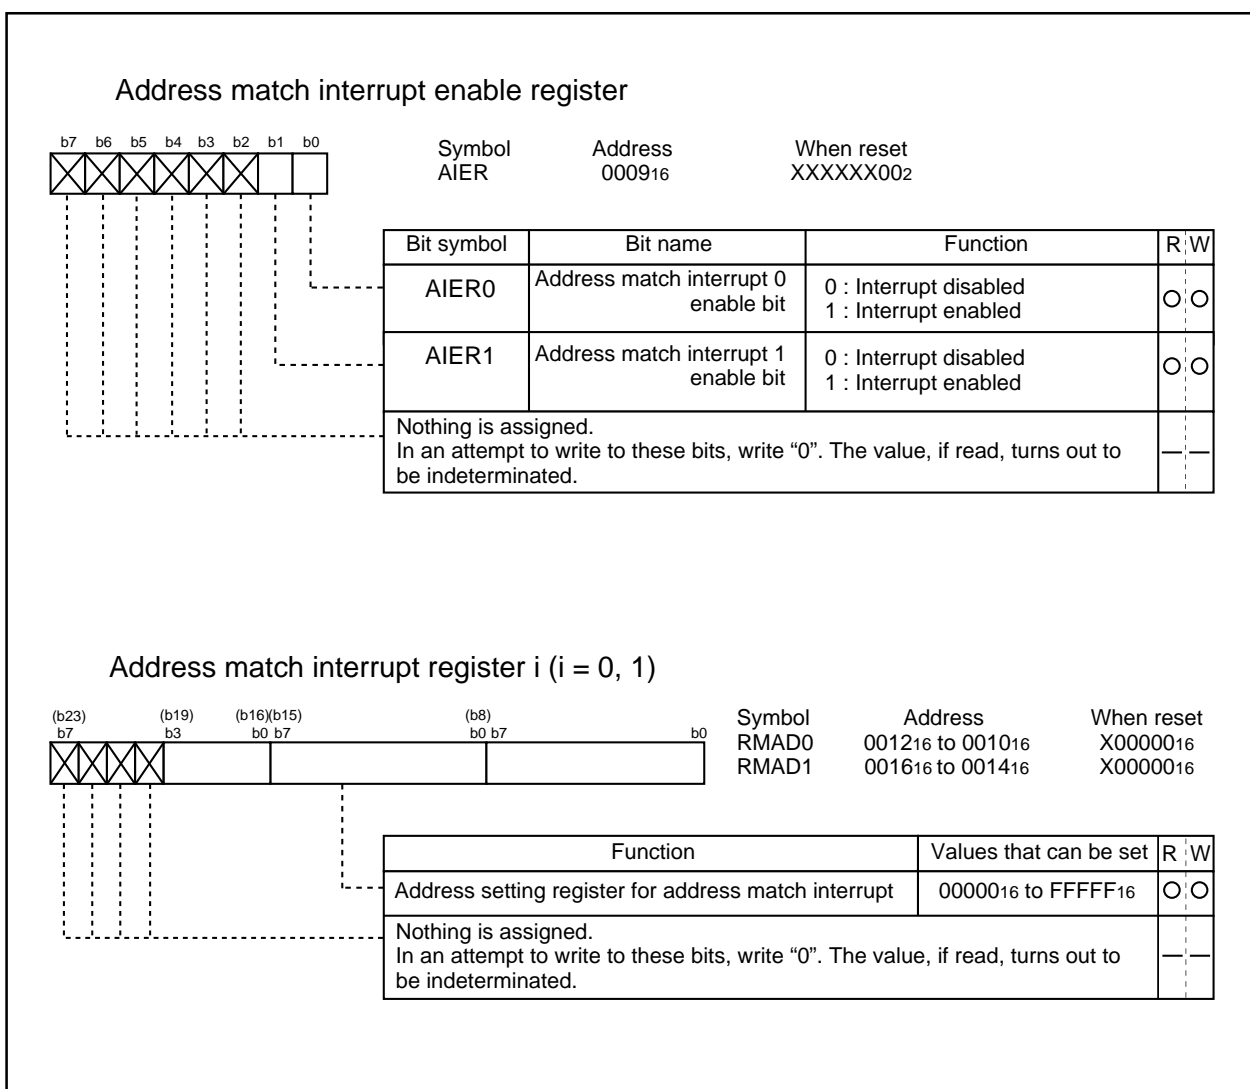 Address match interrupt enable register
b7 b6 b5 b4 b3 b2 b1 b0
Symbol Address When reset
AIER 000916 XXXXXX002
Bit symbol Bit name Function R W
AIER0 Address match interrupt 0 enable bit 0 : Interrupt disabled
1 : Interrupt enabled
AIER1 Address match interrupt 1 enable bit 0 : Interrupt disabled
1 : Interrupt enabled
Nothing is assigned.
In an attempt to write to these bits, write “0”. The value, if read, turns out to
be indeterminated.
Address match interrupt register i (i = 0, 1)
(b23) (b19) (b16)(b15) (b8)
b7 b3 b0 b7 b0 b7 b0
Symbol Address When reset
RMAD0 001216 to 001016 X0000016
RMAD1 001616 to 001416 X0000016
Function Values that can be set R W
Address setting register for address match interrupt 0000016 to FFFFF16
Nothing is assigned.
In an attempt to write to these bits, write “0”. The value, if read, turns out to
be indeterminated.